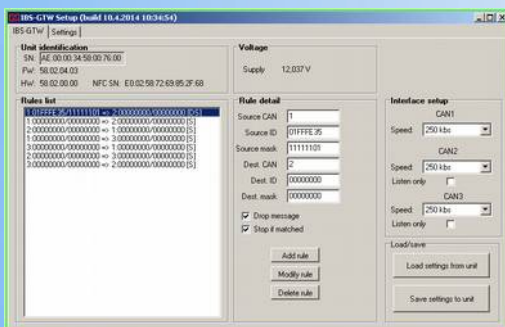 IBS-GTW Setup (build 10.4.2014 10:34:54)
IBS-GTW Settings
Unit identification
SN: AE:00:00:34:58:00:76:00
FW: 58.02.04.03
HW: 58.02.00.00 NFC SN: E0:02:58:72:69:85:2F:68
Voltage
Supply 12,037 V
Rules list
1:01FFFE35/11111101 => 2:00000000/00000000 [DS]
1:00000000/00000000 => 2:00000000/00000000 [S]
2:00000000/00000000 => 1:00000000/00000000 [S]
1:00000000/00000000 => 3:00000000/00000000 [S]
3:00000000/00000000 => 1:00000000/00000000 [S]
2:00000000/00000000 => 3:00000000/00000000 [S]
3:00000000/00000000 => 2:00000000/00000000 [S]
Rule detail
Source CAN 1
Source ID 01FFFE35
Source mask 11111101
Dest. CAN 2
Dest. ID 00000000
Dest. mask 00000000
Drop message
Stop if matched
Add rule
Modify rule
Delete rule
Interface setup
CAN1
Speed: 250 kbs
CAN2
Speed: 250 kbs
Listen only
CAN3
Speed: 250 kbs
Listen only
Load/save
Load settings from unit
Save settings to unit